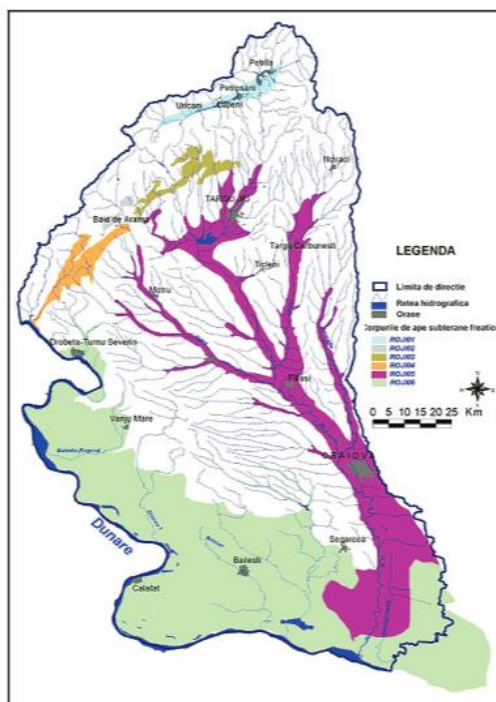 Petrila
Petrosani
Uricani
Lupeni
Novaci
TARGU JIU
Baia de Arama
Targu Carbunesti
Ticleni
Motru
Drobeta-Turnu Severin
Filiasi
Vanju Mare
CRAIOVA
Dunare
Segarcea
Bailesti
Calafat
LEGENDA
Limita de directie
Retea hidrografica
Orase
Corpurile de ape subterane freatice
ROJI01
ROJI02
ROJI03
ROJI04
ROJI05
ROJI06
0 5 10 15 20 25 Km